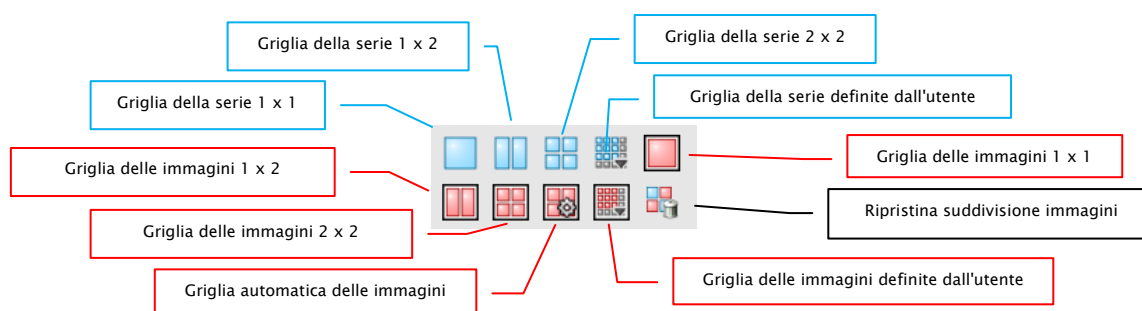 Griglia della serie 1 x 2
Griglia della serie 2 x 2
Griglia della serie 1 x 1
Griglia della serie definite dall'utente
Griglia delle immagini 1 x 2
Griglia delle immagini 1 x 1
Griglia delle immagini 2 x 2
Ripristina suddivisione immagini
Griglia automatica delle immagini
Griglia delle immagini definite dall'utente